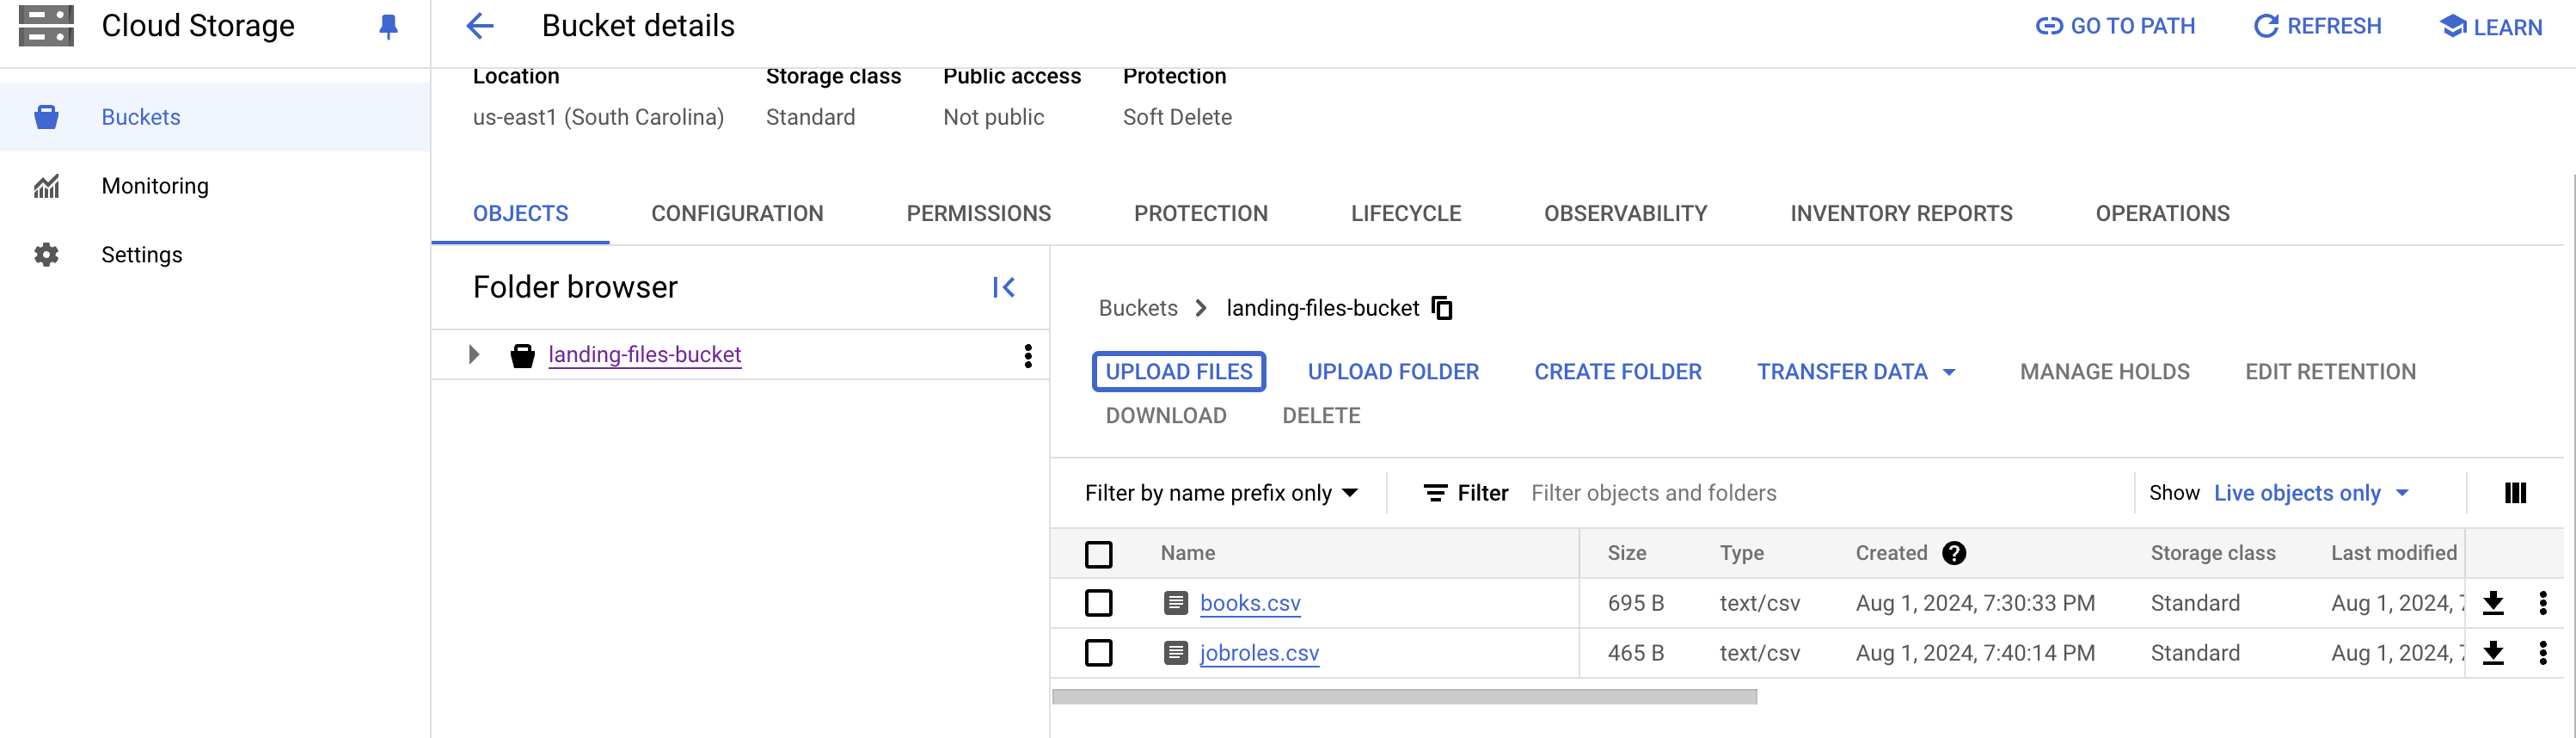 Cloud Storage
Bucket details
GO TO PATH
REFRESH
LEARN
Buckets
Monitoring
Settings
Location Storage class Public access Protection
us-east1 (South Carolina) Standard Not public Soft Delete
OBJECTS CONFIGURATION PERMISSIONS PROTECTION LIFECYCLE OBSERVABILITY INVENTORY REPORTS OPERATIONS
Folder browser
landing-files-bucket
Buckets > landing-files-bucket
UPLOAD FILES UPLOAD FOLDER CREATE FOLDER TRANSFER DATA MANAGE HOLDS EDIT RETENTION
DOWNLOAD DELETE
Filter by name prefix only Filter Filter objects and folders Show Live objects only
Name Size Type Created ? Storage class Last modified
books.csv 695 B text/csv Aug 1, 2024, 7:30:33 PM Standard Aug 1, 2024,
jobroles.csv 465 B text/csv Aug 1, 2024, 7:40:14 PM Standard Aug 1, 2024,